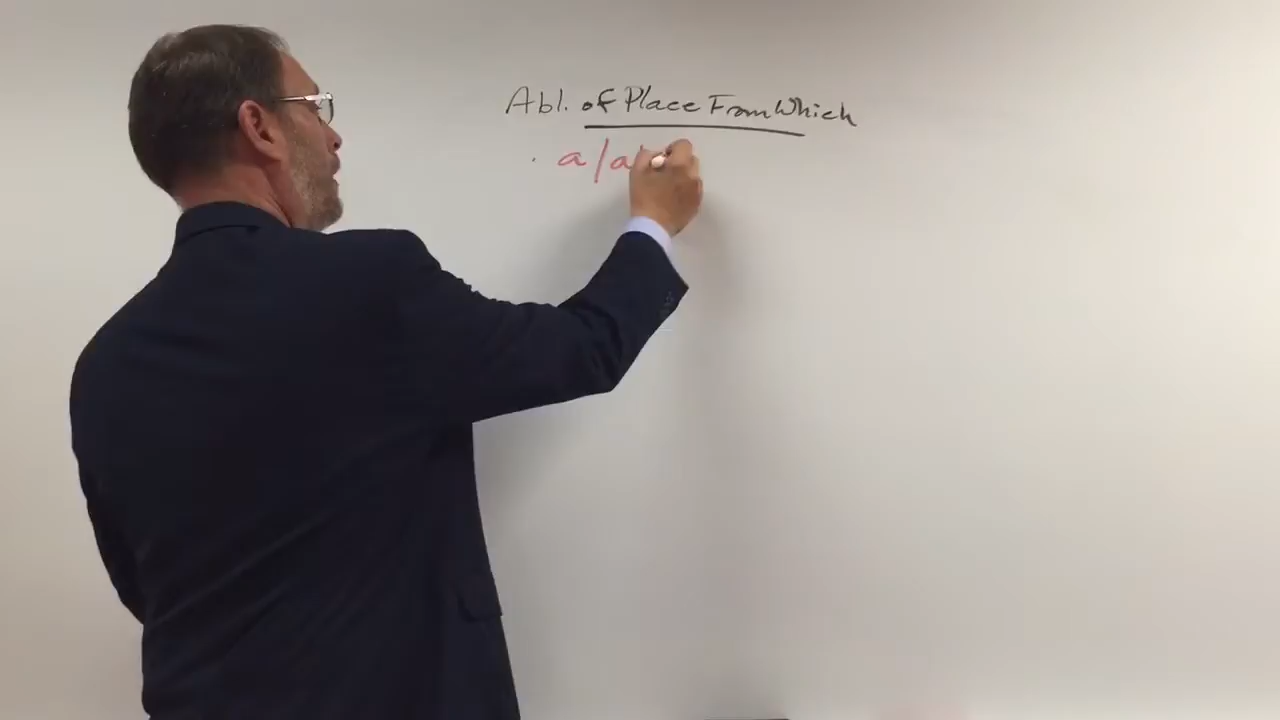 Abl. of Place From Which
· a/a